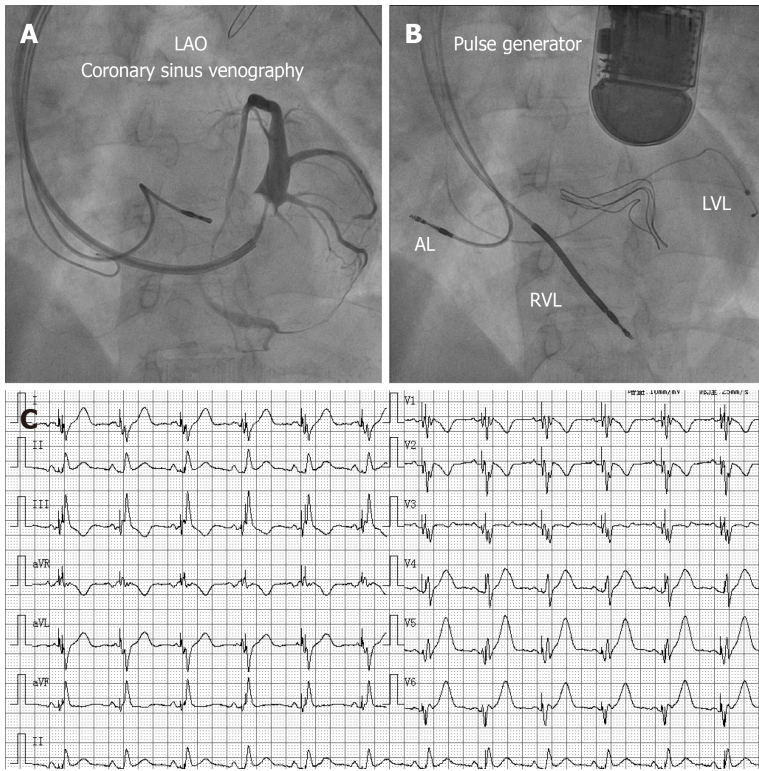 A
LAO
Coronary sinus venography
B
Pulse generator
LVL
AL
RVL
C
I
II
III
aVR
aVL
aVF
II
V1
V2
V3
V4
V5
V6